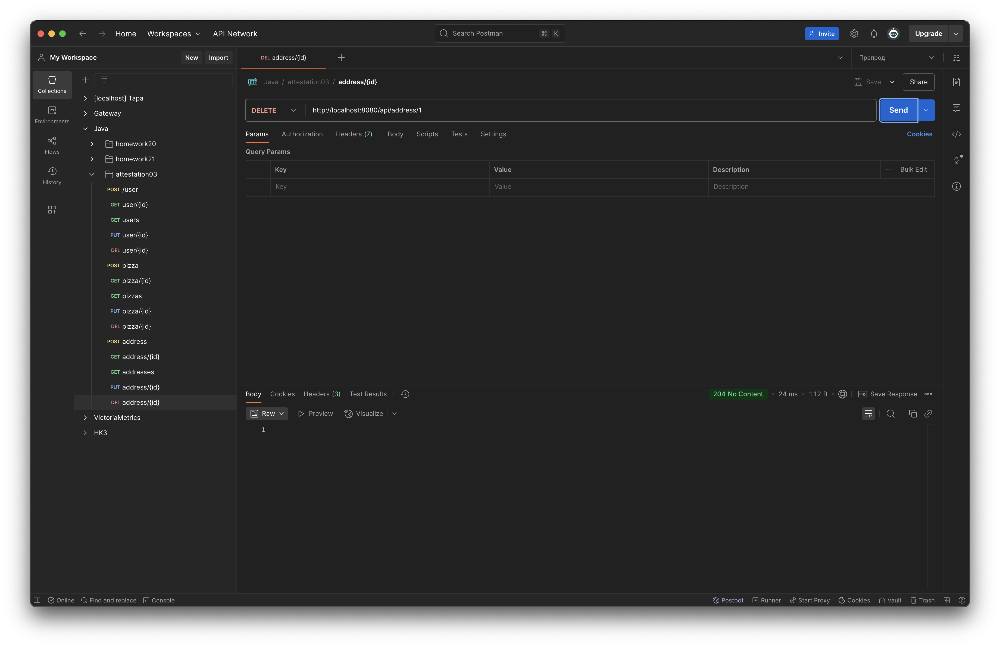 Home Workspaces API Network Search Postman ⌘ K Invite Upgrade
My Workspace New Import DEL address/{id} Препрод
Collections
Environments
Flows
History
[localhost] Tapa
Gateway
Java
homework20
homework21
attestation03
POST /user
GET user/{id}
GET users
PUT user/{id}
DEL user/{id}
POST pizza
GET pizza/{id}
GET pizzas
PUT pizza/{id}
DEL pizza/{id}
POST address
GET address/{id}
GET addresses
PUT address/{id}
DEL address/{id}
VictoriaMetrics
HK3
HTTP Java / attestation03 / address/{id} Save Share
DELETE http://localhost:8080/api/address/1 Send
Params Authorization Headers (7) Body Scripts Tests Settings Cookies
Query Params
Key Value Description Bulk Edit
Key Value Description
Body Cookies Headers (3) Test Results 204 No Content 24 ms 112 B e.g. Save Response
Raw Preview Visualize
1
Online Find and replace Console Postbot Runner Start Proxy Cookies Vault Trash